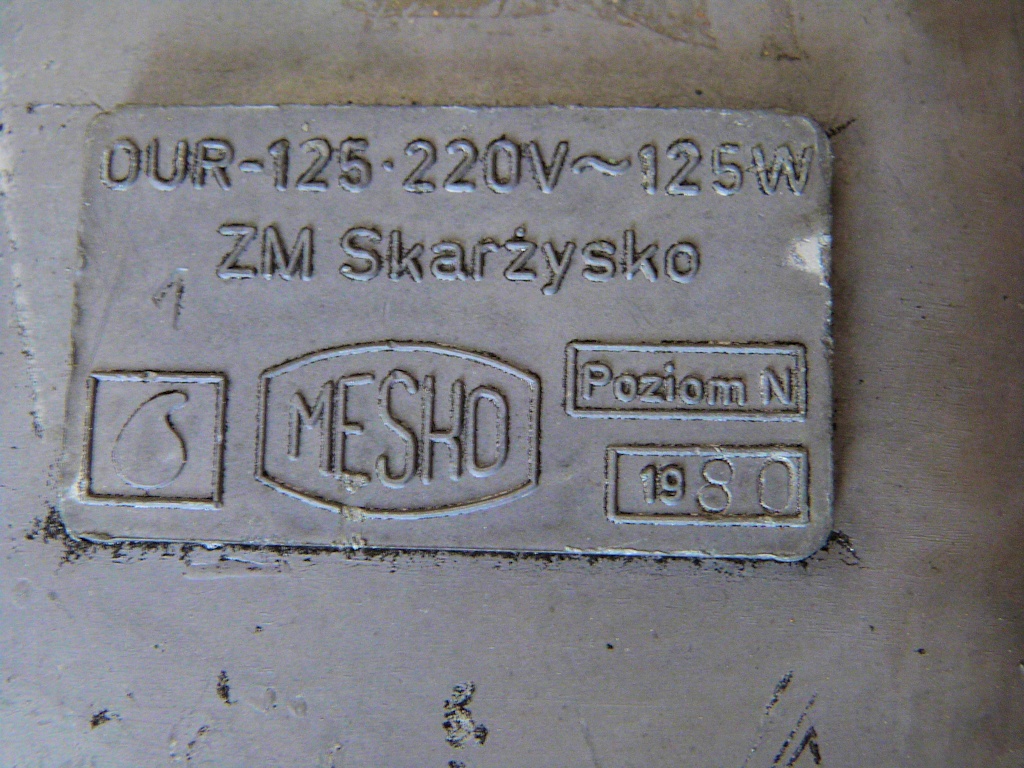 OUR-125·220V~125W
ZM Skarżysko
1
MESKO
Poziom N
1980